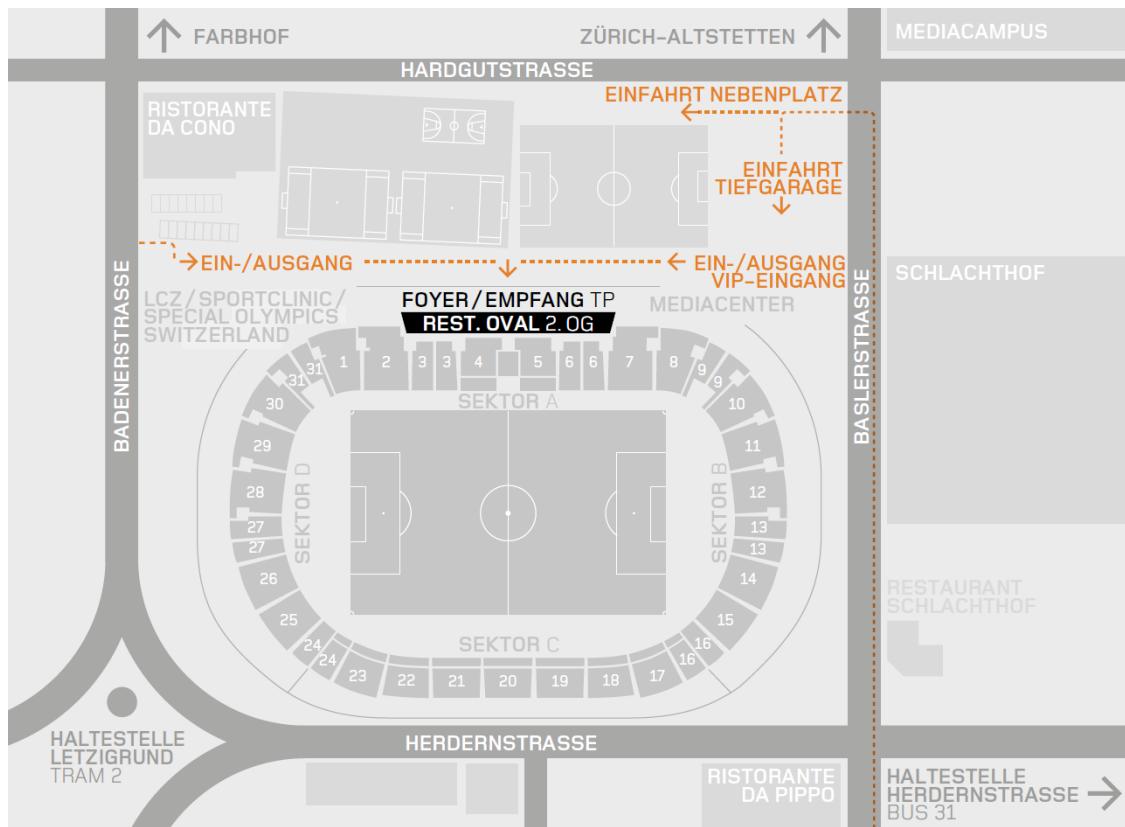 FARBHOF
ZÜRICH-ALTSTETTEN
MEDIACAMPUS
HARDGUTSTRASSE
RISTORANTE
DA CONO
EINFAHRT NEBENPLATZ
EINFAHRT
TIEFGARAGE
BADENERSTRASSE
EIN-/AUSGANG
EIN-/AUSGANG
VIP-EINGANG
BASLERSTRASSE
SCHLACHTHOF
LCZ/SPORTCLINIC/
SPECIAL OLYMPICS
SWITZERLAND
FOYER/EMPFANG TP
REST. OVAL 2. OG
MEDIACENTER
1 2 3 3 4 5 6 6 7 8
9 9 10 11 12 13 13 14 15 16 16
17 18 19 20 21 22 23
24 24 25 26 27 27 28 29 30 31 31
SEKTOR A
SEKTOR B
SEKTOR C
SEKTOR D
RESTAURANT
SCHLACHTHOF
HALTESTELLE
LETZIGRUND
TRAM 2
HERDERNSTRASSE
RISTORANTE
DA PIPPO
HALTESTELLE
HERDERNSTRASSE
BUS 31